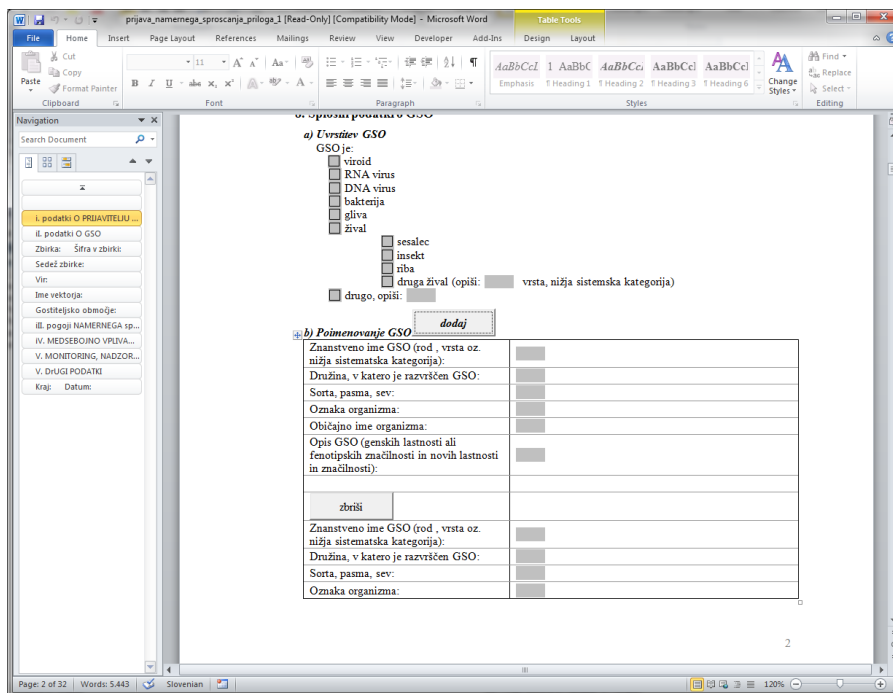 prijava_namernega_sproscanja_priloga_1 [Read-Only] [Compatibility Mode] - Microsoft Word
Table Tools
File Home Insert Page Layout References Mailings Review View Developer Add-Ins Design Layout
Cut
Copy
Format Painter
Paste
11
AaBbCcI 1 AaBbC AaBbCc AaBbCcI AaBbCcI
Emphasis ¶ Heading 1 ¶ Heading 2 ¶ Heading 5 ¶ Heading 6
Change Styles
Find
Replace
Select
Clipboard Font Paragraph Styles Editing
Navigation
Search Document
i. podatki O PRIJAVITELJU ...
iI. podatki O GSO
Zbirka: Šifra v zbirki:
Sedež zbirke:
Vir:
Ime vektorja:
Gostiteljsko območje:
iII. pogoji NAMERNEGA sp...
iV. MEDSEBOJNO VPLIVA...
V. MONITORING, NADZOR...
V. DrUGI PODATKI
Kraj: Datum:
Splošni podatki o GSO
a) Uvrstitev GSO
GSO je:
viroid
RNA virus
DNA virus
bakterija
gliva
žival
sesalec
insekt
riba
druga žival (opiši: vrsta, nižja sistemska kategorija)
drugo, opiši:
b) Poimenovanje GSO dodaj
Znanstveno ime GSO (rod , vrsta oz.
nižja sistematska kategorija):
Družina, v katero je razvrščen GSO:
Sorta, pasma, sev:
Oznaka organizma:
Običajno ime organizma:
Opis GSO (genskih lastnosti ali
fenotipskih značilnosti in novih lastnosti
in značilnosti):
zbriši
Znanstveno ime GSO (rod , vrsta oz.
nižja sistematska kategorija):
Družina, v katero je razvrščen GSO:
Sorta, pasma, sev:
Oznaka organizma:
2
Page: 2 of 32 Words: 5.443 Slovenian 120%